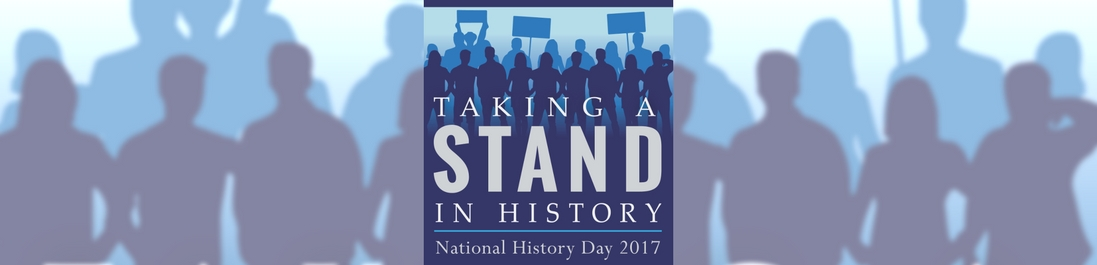 TAKING A
STAND
IN HISTORY
National History Day 2017